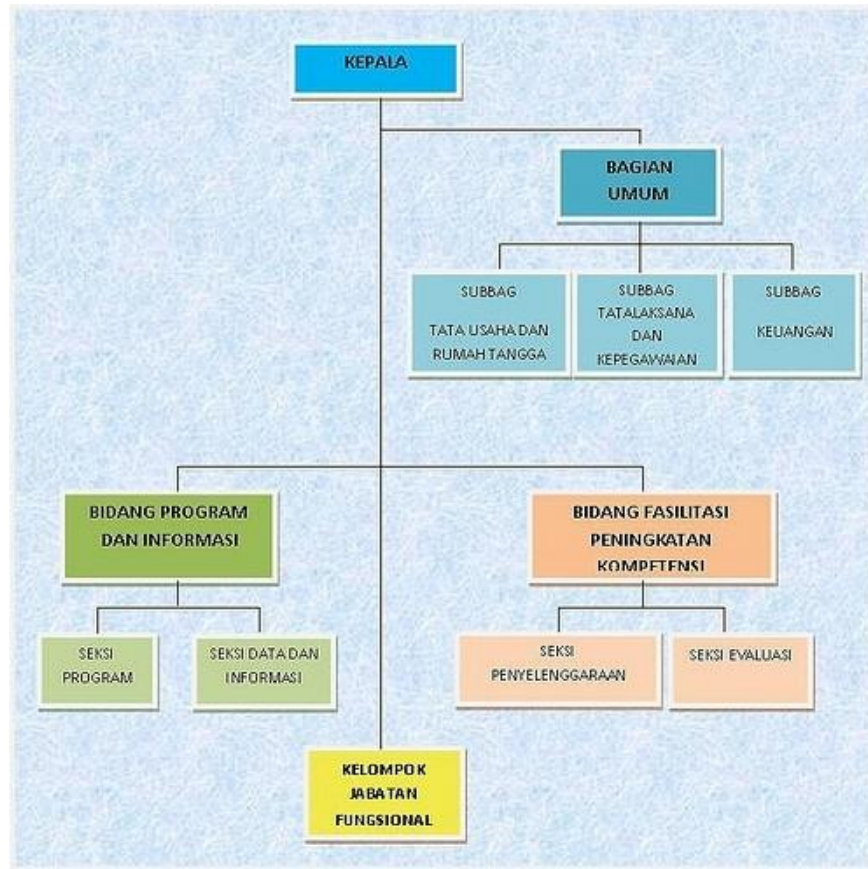 KEPALA
BAGIAN
UMUM
SUBBAG
TATA USAHA DAN
RUMAH TANGGA
SUBBAG
TATALAKSANA
DAN
KEPEGAWAIAN
SUBBAG
KEUANGAN
BIDANG PROGRAM
DAN INFORMASI
BIDANG FASILITASI
PENINGKATAN
KOMPETENSI
SEKSI
PROGRAM
SEKSI DATA DAN
INFORMASI
SEKSI
PENYELENGGARAAN
SEKSI EVALUASI
KELOMPOK
JABATAN
FUNGSIONAL